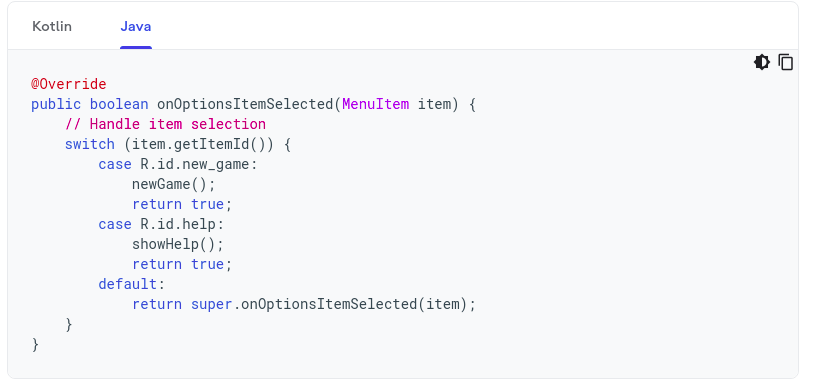 Kotlin Java
@Override
public boolean onOptionsItemSelected(MenuItem item) {
    // Handle item selection
    switch (item.getItemId()) {
        case R.id.new_game:
            newGame();
            return true;
        case R.id.help:
            showHelp();
            return true;
        default:
            return super.onOptionsItemSelected(item);
    }
}